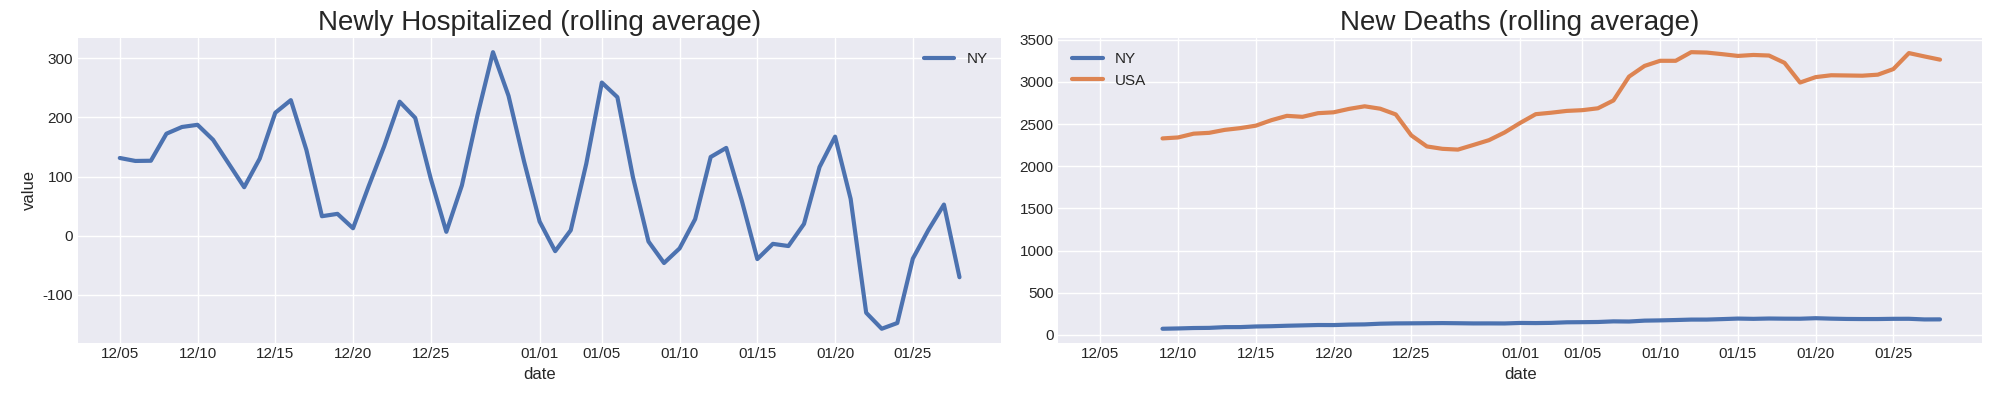 Newly Hospitalized (rolling average)
300
200
100
0
-100
value
NY
12/05 12/10 12/15 12/20 12/25 01/01 01/05 01/10 01/15 01/20 01/25
date
New Deaths (rolling average)
3500
3000
2500
2000
1500
1000
500
0
NY
USA
12/05 12/10 12/15 12/20 12/25 01/01 01/05 01/10 01/15 01/20 01/25
date